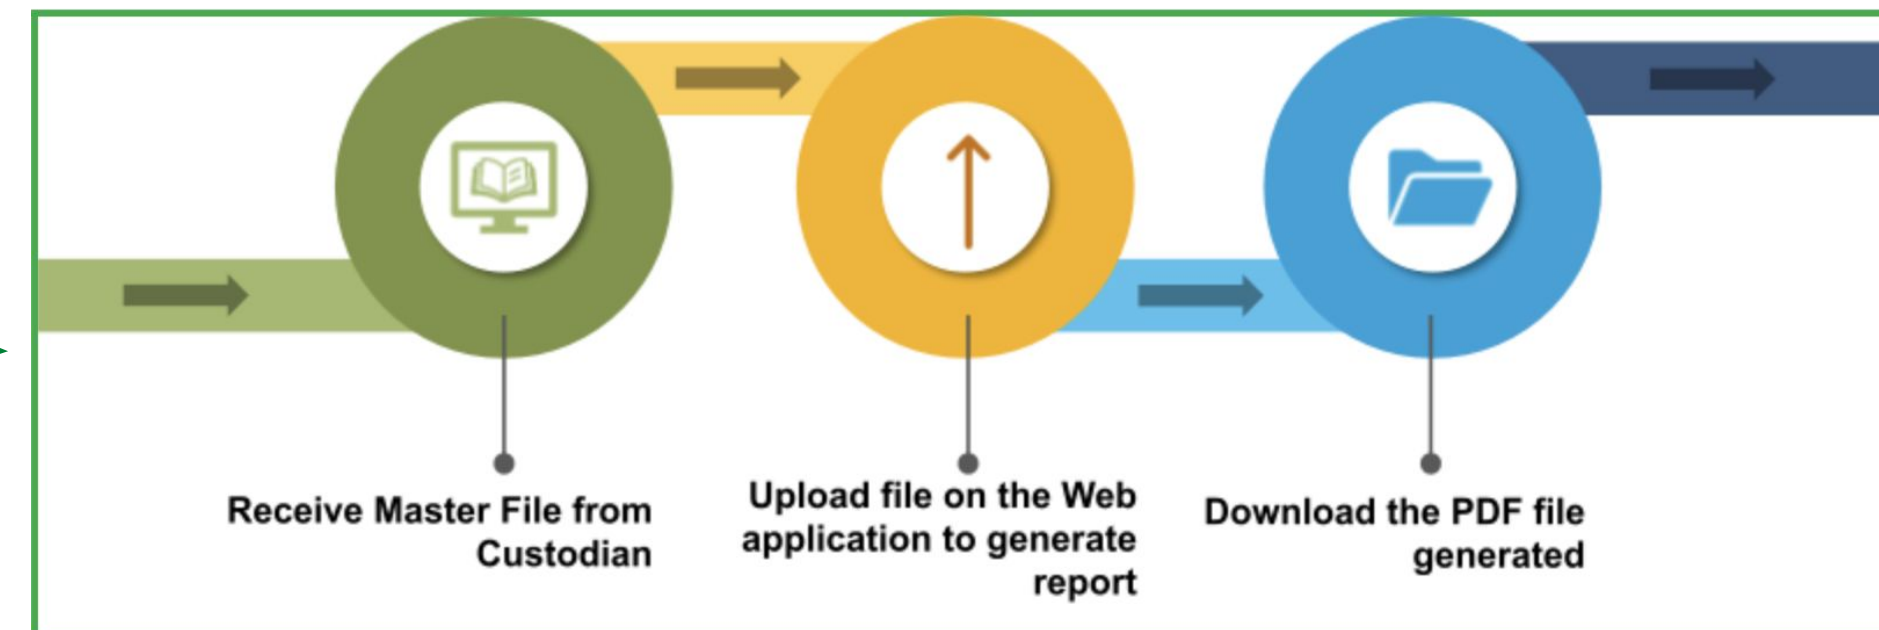 Receive Master File from
Custodian
Upload file on the Web
application to generate
report
Download the PDF file
generated